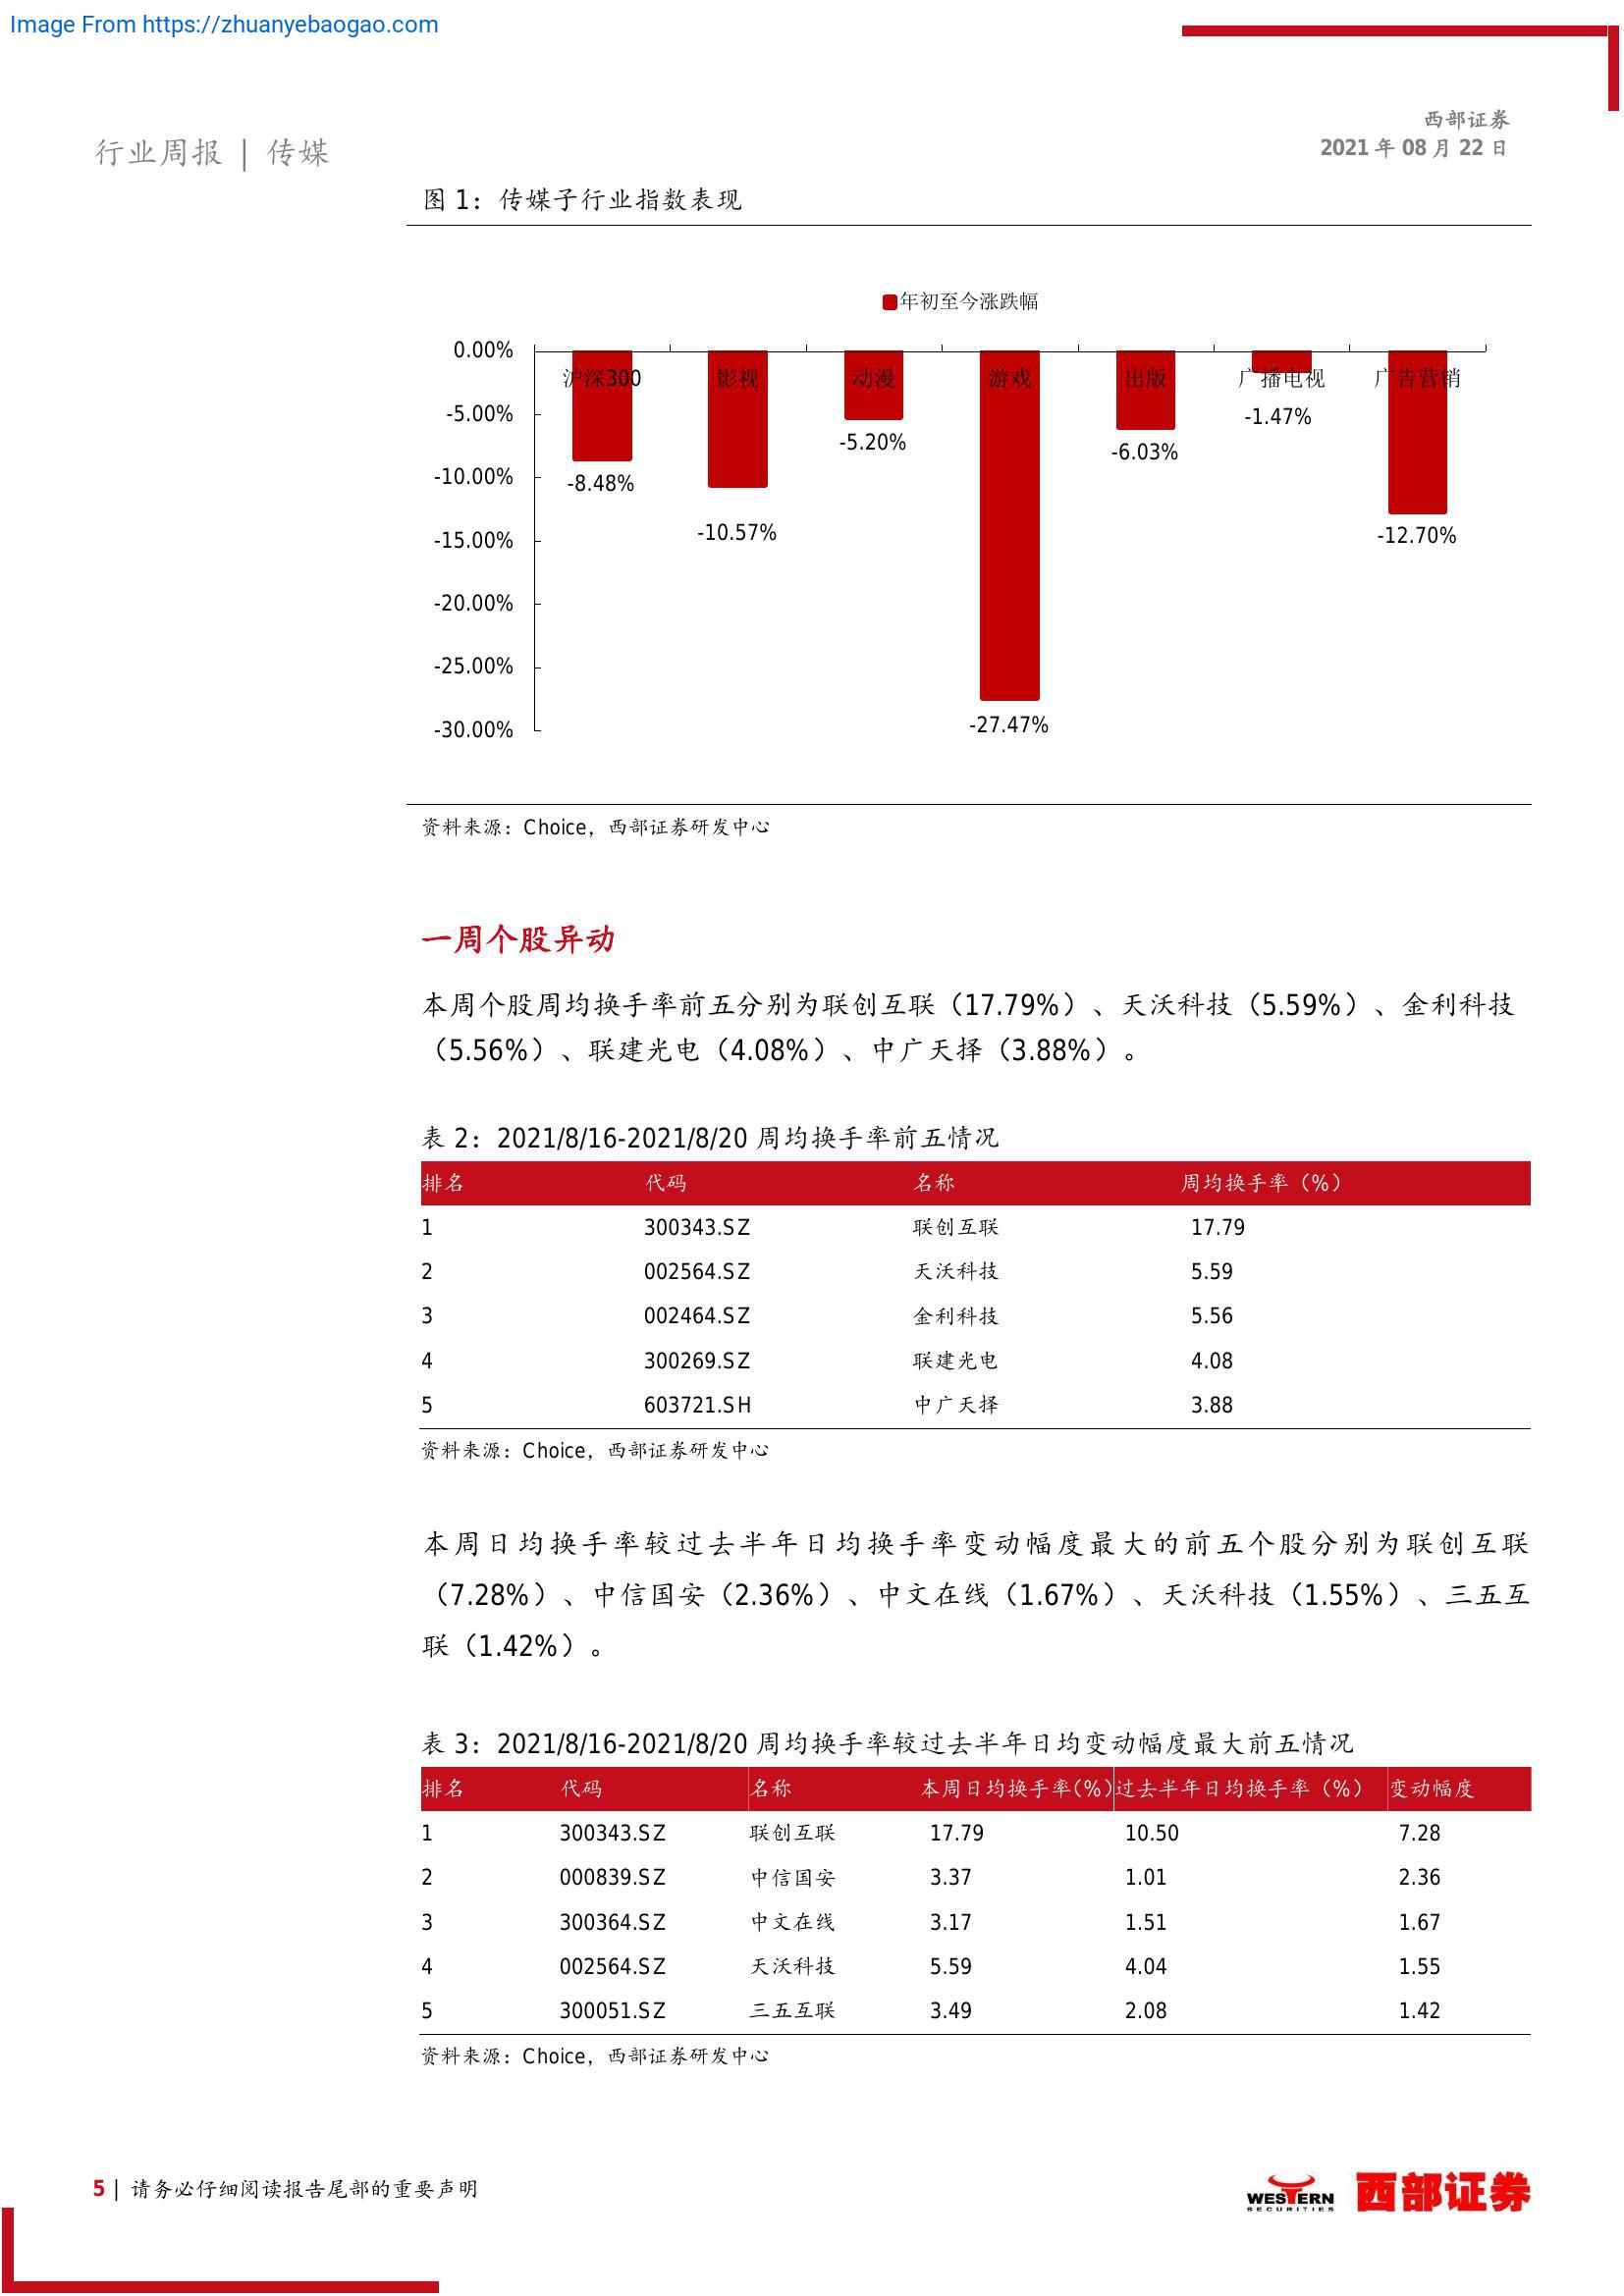 Image From https://zhuanyebaogao.com
西部证券
行业周报 | 传媒
2021 年 08 月 22 日
图 1：传媒子行业指数表现
年初至今涨跌幅
0.00%
沪深300 影视 动漫 游戏 出版 广播电视 广告营销
-5.00%
-1.47%
-5.20%
-6.03%
-10.00%
-8.48%
-10.57%
-12.70%
-15.00%
-20.00%
-25.00%
-27.47%
-30.00%
资料来源：Choice，西部证券研发中心
一周个股异动
本周个股周均换手率前五分别为联创互联（17.79%）、天沃科技（5.59%）、金利科技
（5.56%）、联建光电（4.08%）、中广天择（3.88%）。
表 2：2021/8/16-2021/8/20 周均换手率前五情况
排名 代码 名称 周均换手率（%）
1 300343.SZ 联创互联 17.79
2 002564.SZ 天沃科技 5.59
3 002464.SZ 金利科技 5.56
4 300269.SZ 联建光电 4.08
5 603721.SH 中广天择 3.88
资料来源：Choice，西部证券研发中心
本周日均换手率较过去半年日均换手率变动幅度最大的前五个股分别为联创互联
（7.28%）、中信国安（2.36%）、中文在线（1.67%）、天沃科技（1.55%）、三五互
联（1.42%）。
表 3：2021/8/16-2021/8/20 周均换手率较过去半年日均变动幅度最大前五情况
排名 代码 名称 本周日均换手率(%) 过去半年日均换手率（%） 变动幅度
1 300343.SZ 联创互联 17.79 10.50 7.28
2 000839.SZ 中信国安 3.37 1.01 2.36
3 300364.SZ 中文在线 3.17 1.51 1.67
4 002564.SZ 天沃科技 5.59 4.04 1.55
5 300051.SZ 三五互联 3.49 2.08 1.42
资料来源：Choice，西部证券研发中心
5 | 请务必仔细阅读报告尾部的重要声明
WESTERN
SECURITIES
西部证券